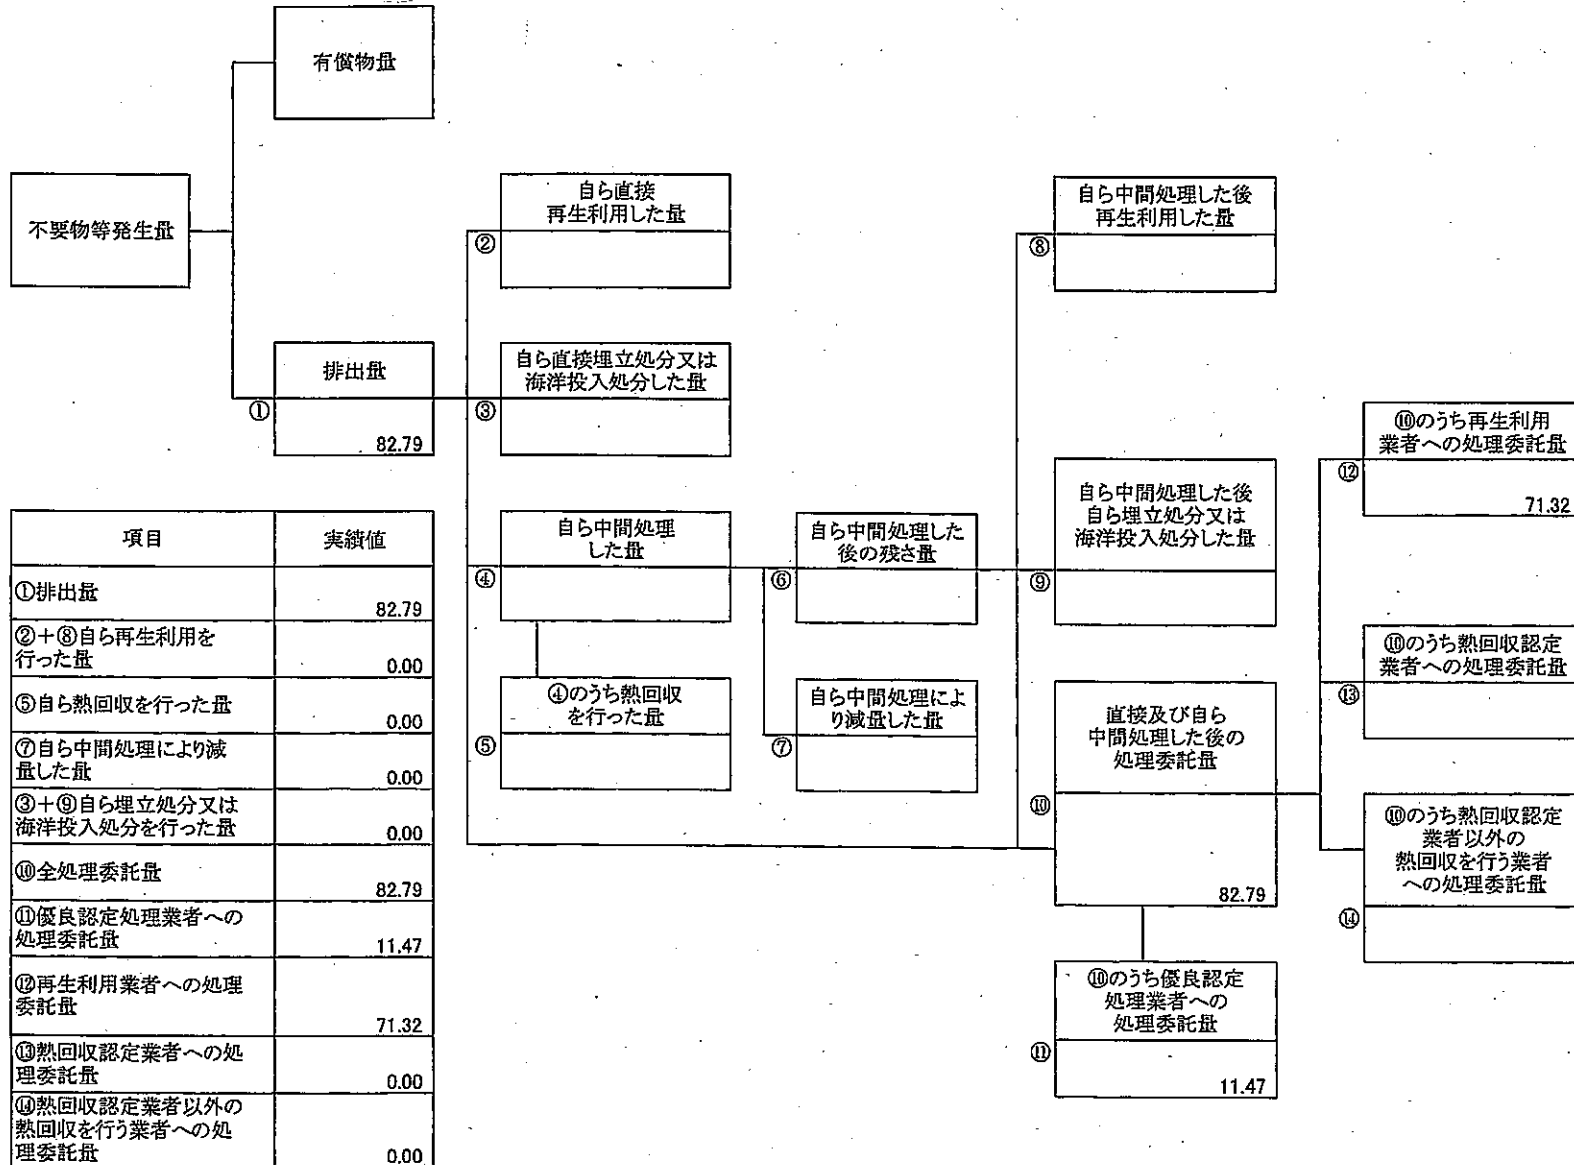 有償物量
不要物等発生量
排出量
①
82.79
自ら直接
再生利用した量
②
自ら直接埋立処分又は
海洋投入処分した量
③
自ら中間処理
した量
④
④のうち熱回収
を行った量
⑤
自ら中間処理した
後の残さ量
⑥
自ら中間処理によ
り減量した量
⑦
自ら中間処理した後
再生利用した量
⑧
自ら中間処理した後
自ら埋立処分又は
海洋投入処分した量
⑨
直接及び自ら
中間処理した後の
処理委託量
⑩
82.79
⑩のうち優良認定
処理業者への
処理委託量
⑪
11.47
⑩のうち再生利用
業者への処理委託量
⑫
71.32
⑩のうち熱回収認定
業者への処理委託量
⑬
⑩のうち熱回収認定
業者以外の
熱回収を行う業者
への処理委託量
⑭
項目 実績値
①排出量
82.79
②+⑧自ら再生利用を
行った量
0.00
⑤自ら熱回収を行った量
0.00
⑦自ら中間処理により減
量した量
0.00
③+⑨自ら埋立処分又は
海洋投入処分を行った量
0.00
⑩全処理委託量
82.79
⑪優良認定処理業者への
処理委託量
11.47
⑫再生利用業者への処理
委託量
71.32
⑬熱回収認定業者への処
理委託量
0.00
⑭熱回収認定業者以外の
熱回収を行う業者への処
理委託量
0.00